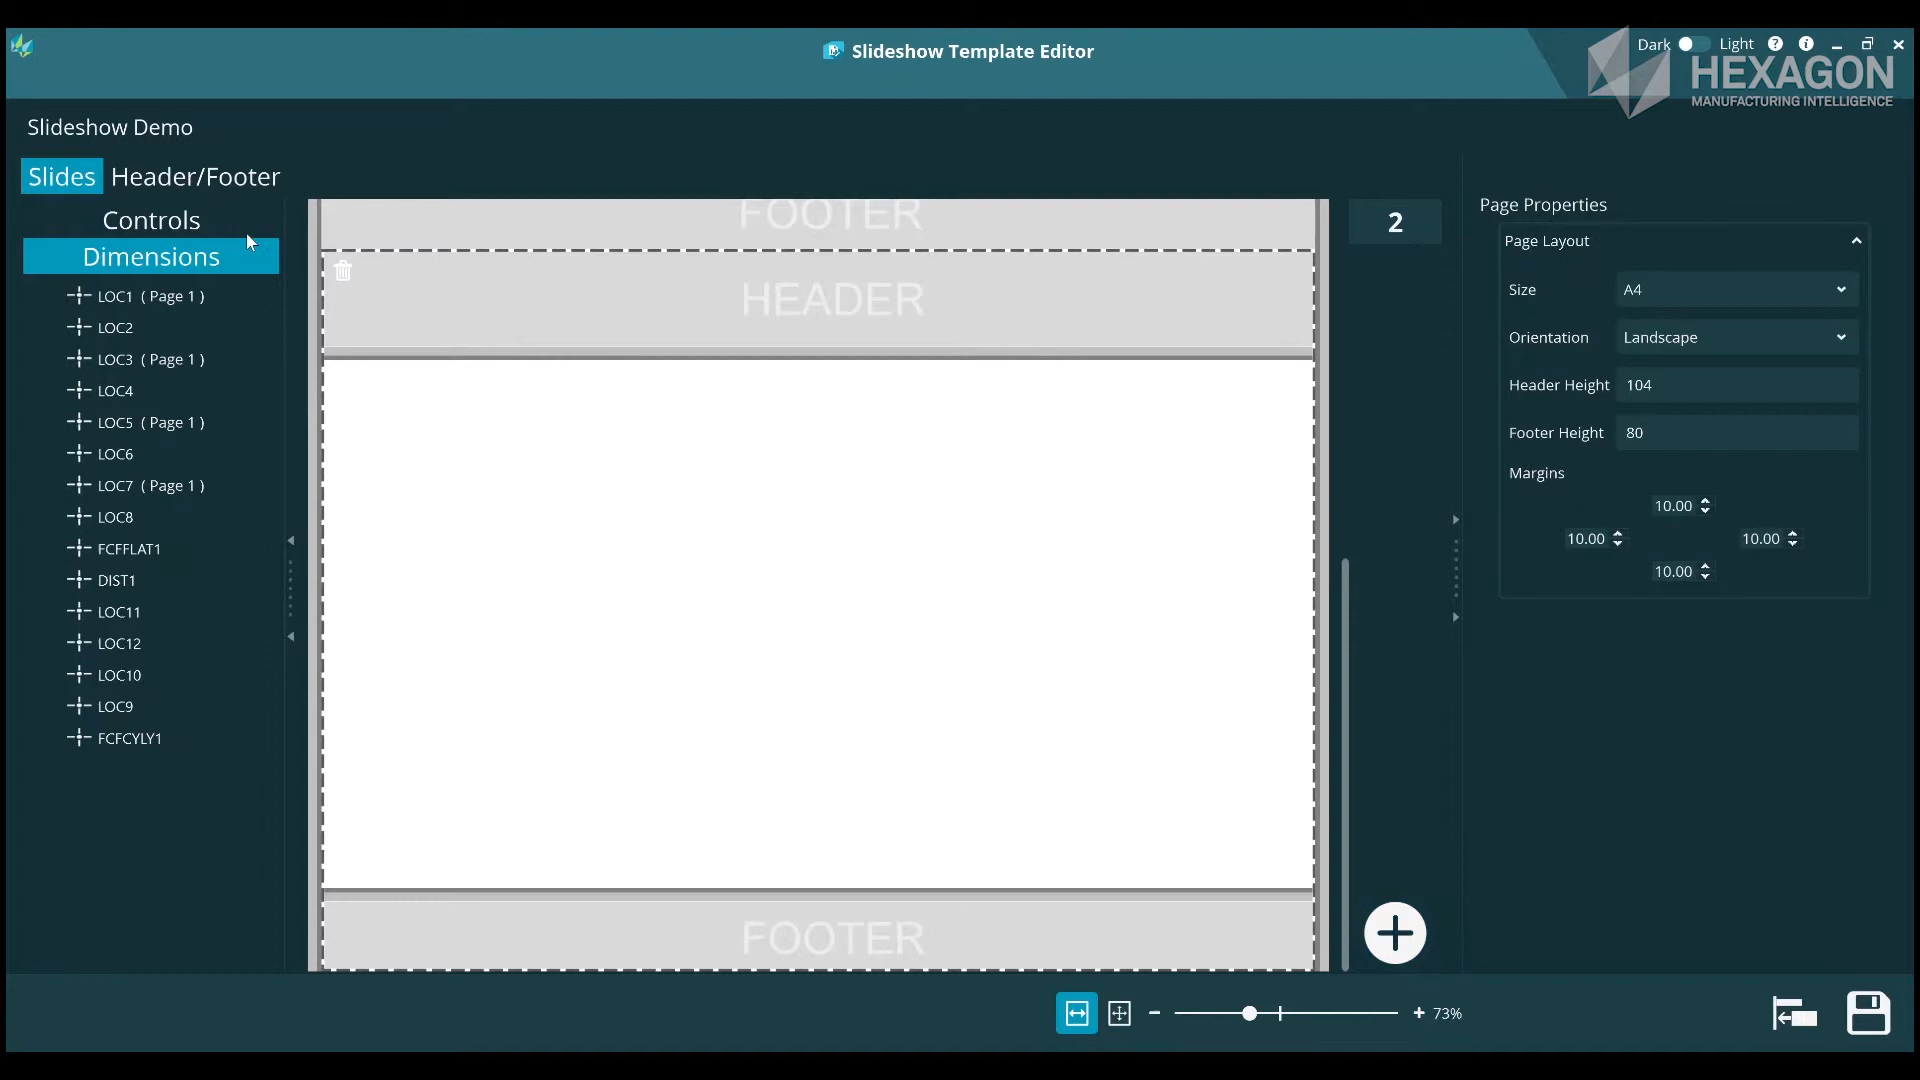 Slideshow Template Editor
Dark Light
HEXAGON
MANUFACTURING INTELLIGENCE
Slideshow Demo
Slides Header/Footer
Controls
Dimensions
LOC1 ( Page 1 )
LOC2
LOC3 ( Page 1 )
LOC4
LOC5 ( Page 1 )
LOC6
LOC7 ( Page 1 )
LOC8
FCFFLAT1
DIST1
LOC11
LOC12
LOC10
LOC9
FCFCYLY1
FOOTER
HEADER
FOOTER
2
Page Properties
Page Layout
Size A4
Orientation Landscape
Header Height 104
Footer Height 80
Margins
10.00
10.00 10.00
10.00
73%